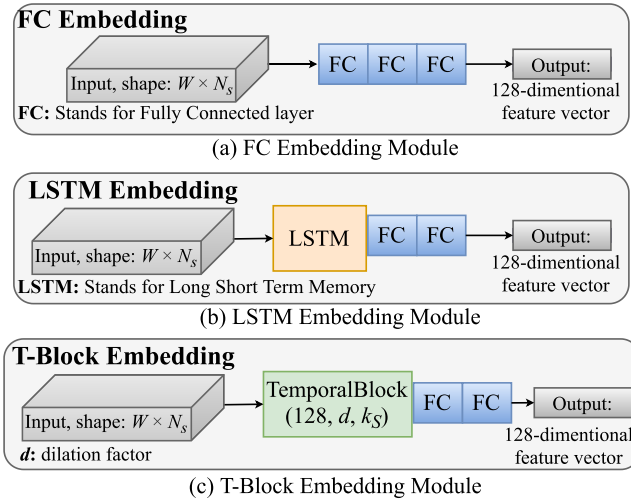 FC Embedding
Input, shape: W × Nₛ
FC FC FC
Output:
128-dimentional
feature vector
FC: Stands for Fully Connected layer
(a) FC Embedding Module
LSTM Embedding
Input, shape: W × Nₛ
LSTM
FC FC
Output:
128-dimentional
feature vector
LSTM: Stands for Long Short Term Memory
(b) LSTM Embedding Module
T-Block Embedding
Input, shape: W × Nₛ
TemporalBlock
(128, d, k_S)
FC FC
Output:
128-dimentional
feature vector
d: dilation factor
(c) T-Block Embedding Module